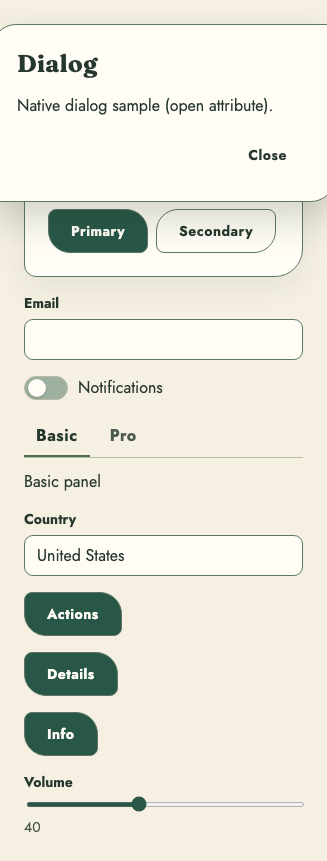 Dialog
Native dialog sample (open attribute).
Close
Primary
Secondary
Email
Notifications
Basic
Pro
Basic panel
Country
United States
Actions
Details
Info
Volume
40